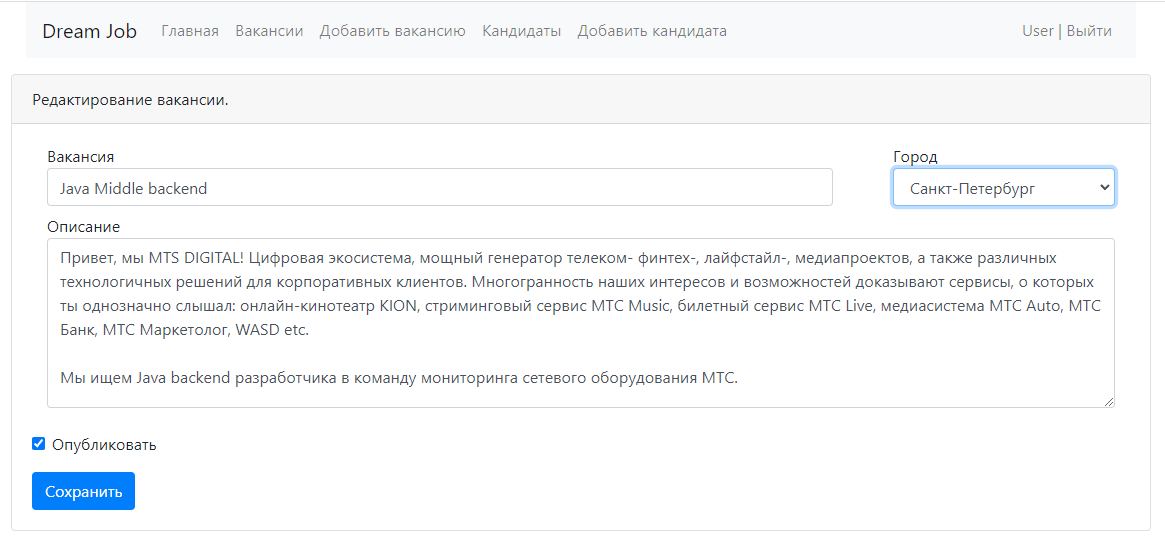 Dream Job Главная Вакансии Добавить вакансию Кандидаты Добавить кандидата User | Выйти
Редактирование вакансии.
Вакансия Город
Java Middle backend Санкт-Петербург
Описание
Привет, мы MTS DIGITAL! Цифровая экосистема, мощный генератор телеком- финтех-, лайфстайл-, медиапроектов, а также различных
технологичных решений для корпоративных клиентов. Многогранность наших интересов и возможностей доказывают сервисы, о которых
ты однозначно слышал: онлайн-кинотеатр KION, стриминговый сервис МТС Music, билетный сервис МТС Live, медиасистема МТС Auto, МТС
Банк, МТС Маркетолог, WASD etc.
Мы ищем Java backend разработчика в команду мониторинга сетевого оборудования МТС.
Опубликовать
Сохранить